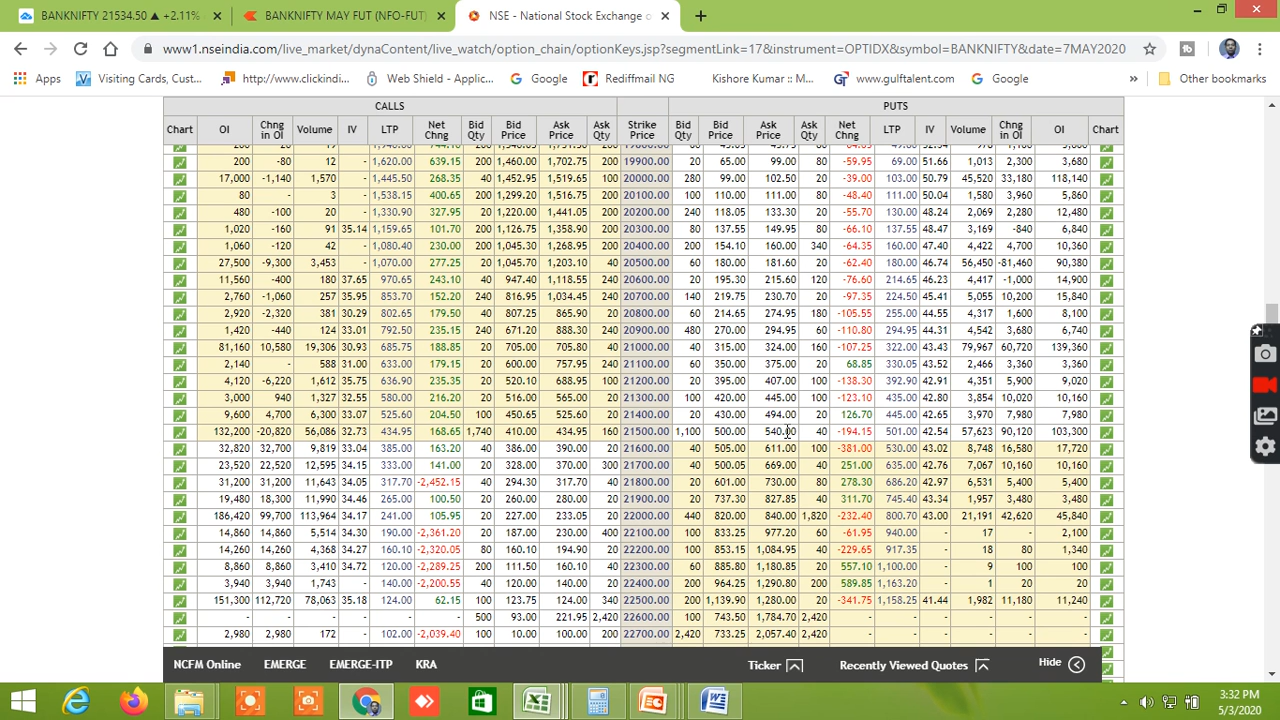 BANKNIFTY 21534.50 ▲ +2.11% BANKNIFTY MAY FUT (NFO-FUT) NSE - National Stock Exchange o
www1.nseindia.com/live_market/dynaContent/live_watch/option_chain/optionKeys.jsp?segmentLink=17&instrument=OPTIDX&symbol=BANKNIFTY&date=7MAY2020
Apps Visiting Cards, Cust... http://www.clickindi... Web Shield - Applic... Google Rediffmail NG Kishore Kumar :: M... www.gulftalent.com Google » Other bookmarks
CALLS PUTS
Chart OI Chng in OI Volume IV LTP Net Chng Bid Qty Bid Price Ask Price Ask Qty Strike Price Bid Qty Bid Price Ask Price Ask Qty Net Chng LTP IV Volume Chng in OI OI Chart
200 -80 12 - 1,620.00 639.15 200 1,460.00 1,702.75 200 19900.00 20 65.00 99.00 80 -59.95 69.00 51.66 1,013 2,300 3,680
17,000 -1,140 1,570 - 1,445.50 268.35 40 1,452.95 1,519.65 100 20000.00 280 99.00 102.50 20 -39.00 103.00 50.79 45,520 33,180 118,140
80 - 3 - 1,538.15 400.65 200 1,299.20 1,516.75 200 20100.00 100 110.00 111.00 80 -48.40 111.00 50.04 1,580 3,960 5,860
480 -100 20 - 1,330.90 327.95 20 1,220.00 1,441.05 200 20200.00 240 118.05 133.30 20 -55.70 130.00 48.24 2,069 2,280 12,480
1,020 -160 91 35.14 1,159.65 101.70 200 1,126.75 1,358.90 200 20300.00 80 137.55 149.95 80 -66.10 137.55 48.47 3,169 -840 6,840
1,060 -120 42 - 1,080.40 230.00 20 1,045.30 1,268.95 200 20400.00 200 154.10 160.00 340 -64.35 160.00 47.40 4,422 4,700 10,360
27,500 -9,300 3,453 - 1,070.00 277.25 20 1,045.70 1,203.10 40 20500.00 60 180.00 181.60 20 -62.40 180.00 46.74 56,450 -81,460 90,380
11,560 -400 180 37.65 970.60 243.10 40 947.40 1,118.55 240 20600.00 20 195.30 215.60 120 -76.60 214.65 46.23 4,417 -1,000 14,900
2,760 -1,060 257 35.95 853.70 152.20 240 816.95 1,034.45 240 20700.00 140 219.75 230.70 20 -97.35 224.50 45.41 5,055 10,200 15,840
2,920 -2,320 381 30.29 802.65 179.50 40 807.25 865.90 20 20800.00 60 214.65 274.95 180 -105.55 255.00 44.55 4,317 1,600 8,100
1,420 -440 124 33.01 792.50 235.15 240 671.20 888.30 240 20900.00 480 270.00 294.95 60 -110.80 294.95 44.31 4,542 3,680 6,740
81,160 10,580 19,306 30.93 685.75 188.85 20 705.00 730.00 40 21000.00 40 315.00 324.00 160 -107.25 322.00 43.43 79,967 60,720 139,360
2,140 - 588 31.00 633.00 179.15 20 600.00 757.95 240 21100.00 60 350.00 375.00 20 68.85 330.05 43.52 2,466 3,360 3,360
4,120 -6,220 1,612 35.75 636.90 235.35 20 520.10 688.95 100 21200.00 20 395.00 407.00 100 -138.30 392.90 42.91 4,351 5,900 9,020
3,000 940 1,327 32.55 580.00 216.20 20 516.00 565.00 20 21300.00 100 420.00 445.00 100 -123.10 435.00 42.80 3,854 10,020 10,160
9,600 4,700 6,300 33.07 525.60 204.50 100 450.65 525.60 20 21400.00 20 430.00 494.00 20 126.70 445.00 42.65 3,970 7,980 7,980
132,200 -20,820 56,086 32.73 434.95 168.65 1,740 410.00 434.95 160 21500.00 1,100 500.00 540.00 40 -194.15 501.00 42.54 57,623 90,120 103,300
32,820 32,700 9,819 33.04 385.00 163.20 40 386.00 390.00 20 21600.00 40 505.00 611.00 100 -381.00 530.00 43.02 8,748 16,580 17,720
23,520 22,720 12,595 34.15 333.00 141.00 20 328.00 370.00 300 21700.00 40 500.05 669.00 40 251.00 635.00 42.76 7,067 10,160 10,160
31,200 31,200 11,643 34.05 317.70 -2,452.15 40 294.30 317.70 40 21800.00 20 601.00 730.00 80 278.30 686.20 42.97 6,531 5,400 5,400
19,480 18,300 11,990 34.46 265.00 100.50 20 260.00 280.00 20 21900.00 20 737.30 827.85 40 311.70 745.40 43.34 1,957 3,480 3,480
186,420 99,700 113,964 34.17 241.00 105.95 20 227.00 233.05 20 22000.00 440 820.00 840.00 1,820 -232.40 800.70 43.00 21,191 42,620 45,840
14,860 14,860 5,514 34.30 190.00 -2,361.20 20 187.00 230.00 400 22100.00 100 833.25 977.20 60 -61.95 940.00 - 17 - 2,100
14,260 14,260 4,368 34.27 160.10 -2,320.05 80 160.10 194.90 20 22200.00 100 853.15 1,084.95 40 -229.65 917.35 - 18 80 1,340
8,860 8,860 3,410 34.72 120.00 -2,289.25 20 111.50 160.10 40 22300.00 60 885.80 1,180.85 20 557.10 1,100.00 - 9 100 100
3,940 3,940 1,743 - 140.00 -2,200.55 40 120.00 140.00 20 22400.00 200 964.25 1,290.80 200 589.85 1,163.20 - 1 20 20
151,300 112,720 78,063 35.18 124.00 62.15 100 123.75 124.00 340 22500.00 200 1,139.90 1,280.00 20 -341.75 1,158.25 41.44 1,982 11,180 11,240
- - - - - - 500 93.00 221.95 2,420 22600.00 100 743.50 1,784.70 2,420 - - - - - -
2,980 2,980 172 - 102.00 -2,039.40 100 10.00 100.00 200 22700.00 2,420 733.25 2,057.40 2,420 - - - - - -
NCFM Online EMERGE EMERGE-ITP KRA Ticker Recently Viewed Quotes Hide
3:32 PM
5/3/2020